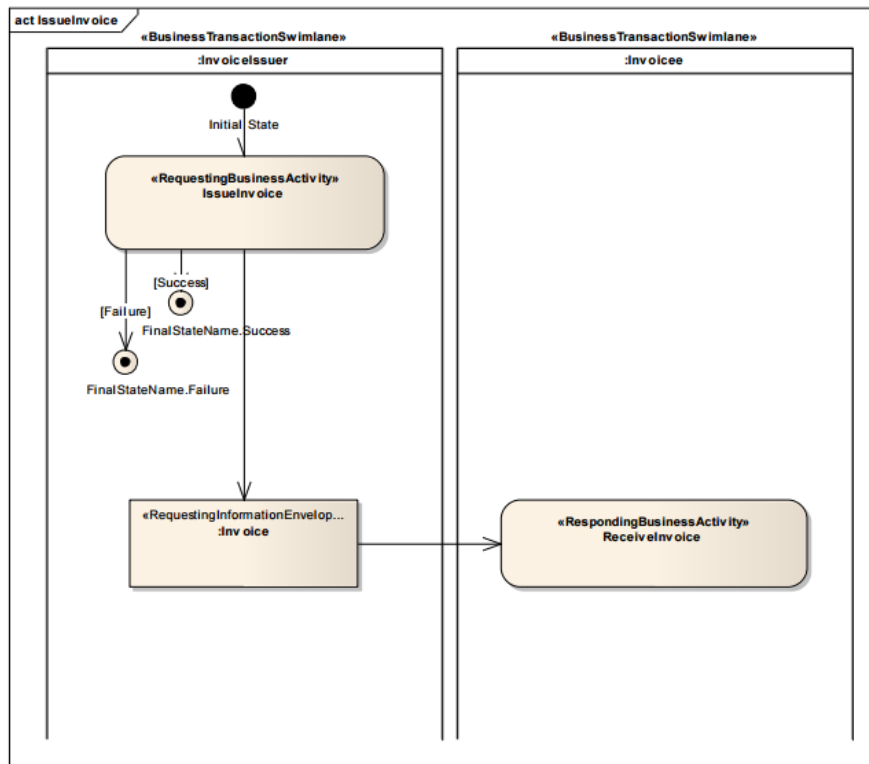 act IssueInvoice
«BusinessTransactionSwimlane»
:InvoiceIssuer
«BusinessTransactionSwimlane»
:Invoicee
Initial State
«RequestingBusinessActivity»
IssueInvoice
[Success]
[Failure]
FinalStateName.Success
FinalStateName.Failure
«RequestingInformationEnvelop...
:Invoice
«RespondingBusinessActivity»
ReceiveInvoice